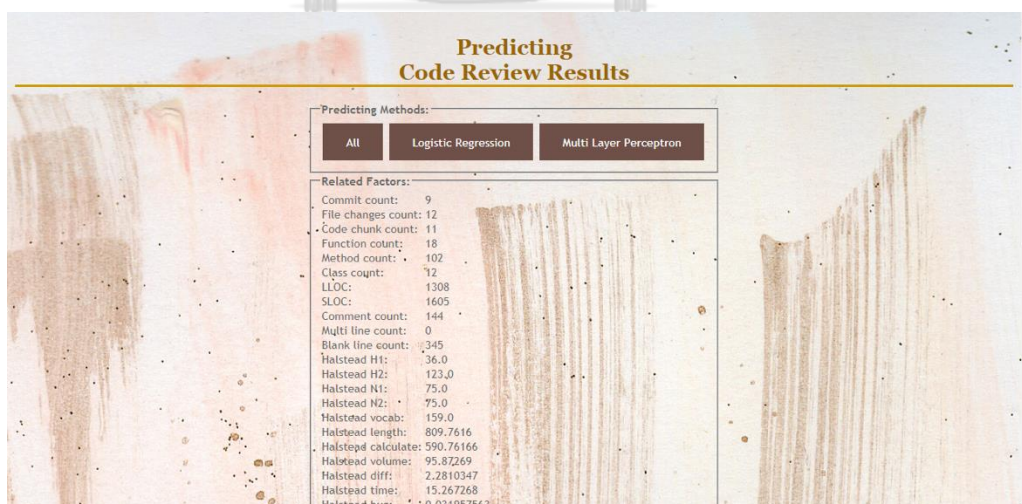 Predicting
Code Review Results
Predicting Methods:
All Logistic Regression Multi Layer Perceptron
Related Factors:
Commit count: 9
File changes count: 12
Code chunk count: 11
Function count: 18
Method count: 102
Class count: 12
LLOC: 1308
SLOC: 1605
Comment count: 144
Multi line count: 0
Blank line count: 345
Halstead H1: 36.0
Halstead H2: 123.0
Halstead N1: 75.0
Halstead N2: 75.0
Halstead vocab: 159.0
Halstead length: 809.7616
Halstead calculate: 590.76166
Halstead volume: 95.87269
Halstead diff: 2.2810347
Halstead time: 15.267268
Halstead